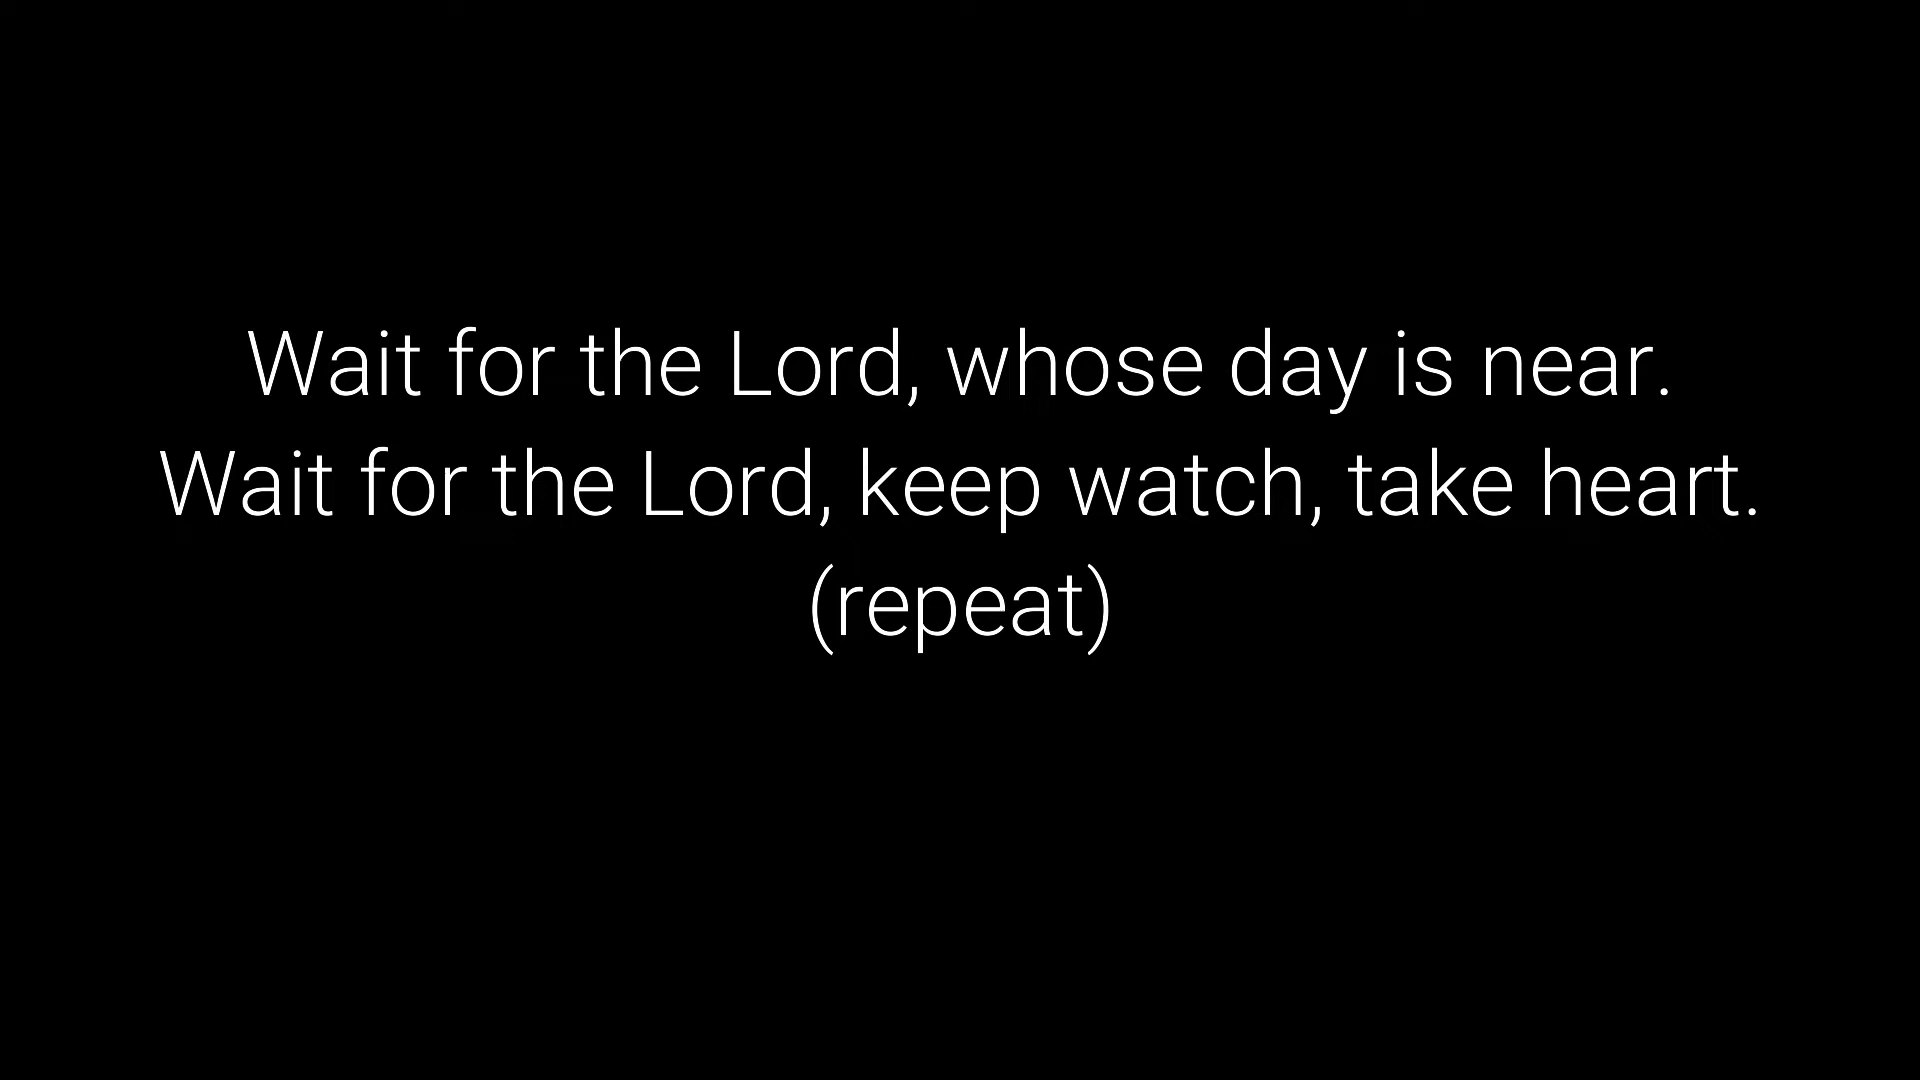 Wait for the Lord, whose day is near.
Wait for the Lord, keep watch, take heart.
(repeat)